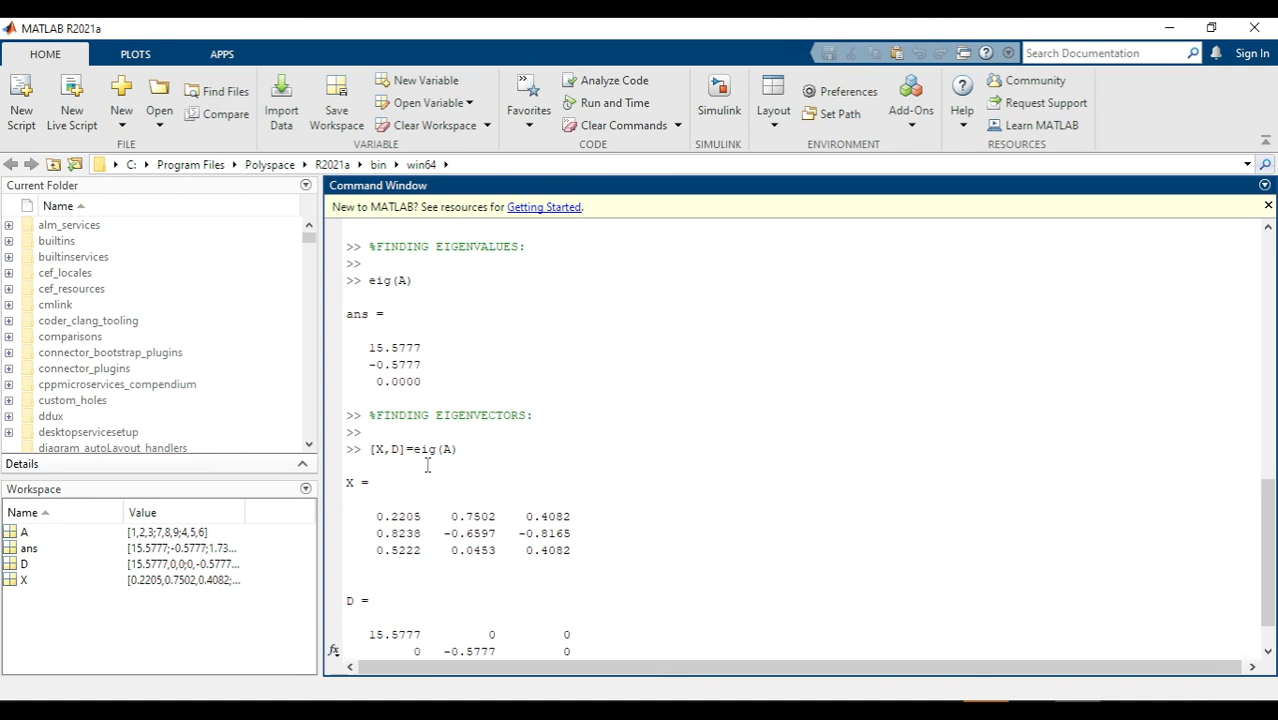 MATLAB R2021a
HOME PLOTS APPS
Search Documentation Sign In
New Script
New Live Script
New
Open
Find Files
Compare
FILE
Import Data
Save Workspace
New Variable
Open Variable
Clear Workspace
VARIABLE
Favorites
Analyze Code
Run and Time
Clear Commands
CODE
Simulink
SIMULINK
Layout
Preferences
Set Path
Add-Ons
ENVIRONMENT
Help
Community
Request Support
Learn MATLAB
RESOURCES
C: Program Files Polyspace R2021a bin win64
Current Folder
Name
alm_services
builtins
builtinservices
cef_locales
cef_resources
cmlink
coder_clang_tooling
comparisons
connector_bootstrap_plugins
connector_plugins
cppmicroservices_compendium
custom_holes
ddux
desktopservicesetup
diagram_autoLayout_handlers
Details
Workspace
Name Value
A [1,2,3;7,8,9;4,5,6]
ans [15.5777;-0.5777;1.73...
D [15.5777,0,0;0,-0.5777...
X [0.2205,0.7502,0.4082;...
Command Window
New to MATLAB? See resources for Getting Started.
>> %FINDING EIGENVALUES:
>>
>> eig(A)
ans =
15.5777
-0.5777
0.0000
>> %FINDING EIGENVECTORS:
>>
>> [X,D]=eig(A)
X =
0.2205 0.7502 0.4082
0.8238 -0.6597 -0.8165
0.5222 0.0453 0.4082
D =
15.5777 0 0
0 -0.5777 0
fx